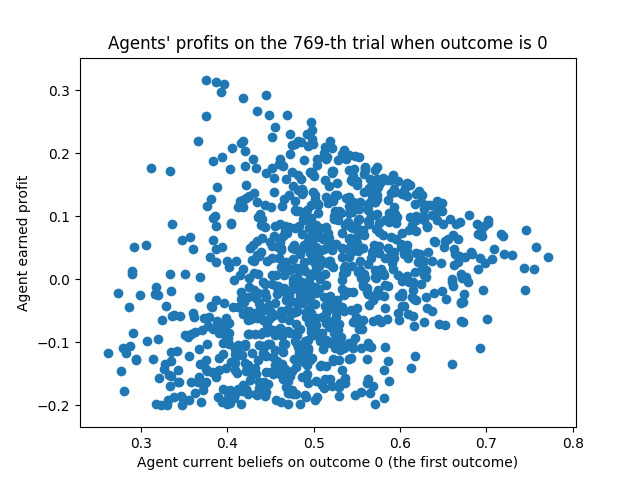 Agents' profits on the 769-th trial when outcome is 0
0.3
0.2
0.1
0.0
−0.1
−0.2
Agent earned profit
0.3 0.4 0.5 0.6 0.7 0.8
Agent current beliefs on outcome 0 (the first outcome)